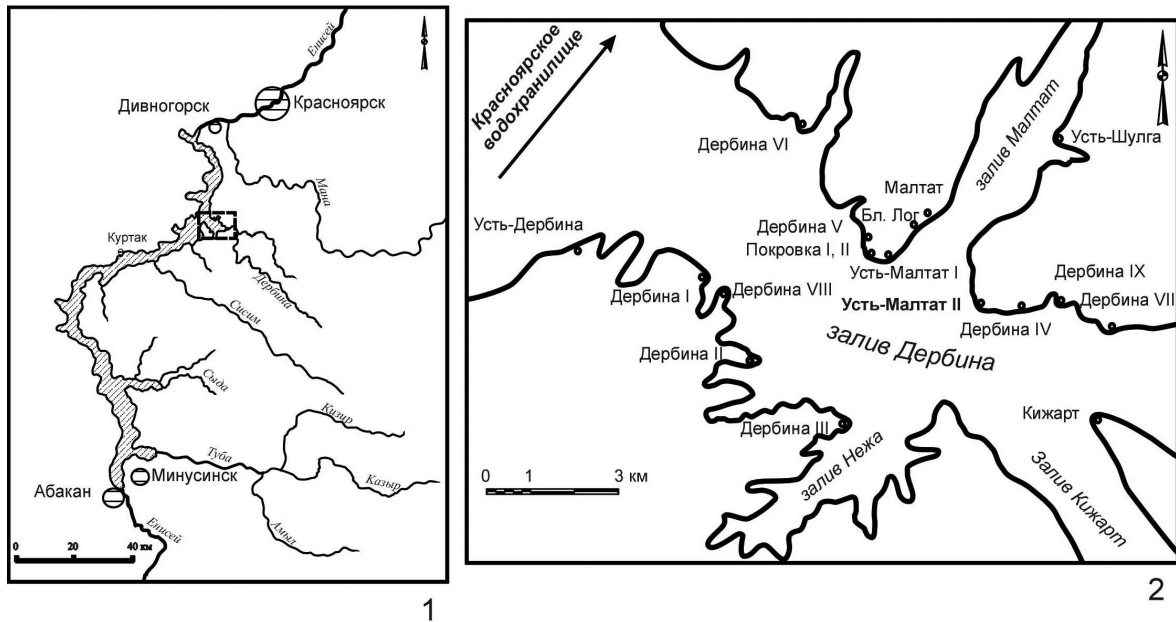 Енисей
Красноярск
Дивногорск
Мана
Куртак
Дербина
Сисим
Сыда
Кизир
Туба
Казыр
Минусинск
Абакан
Амыл
Енисей
0 20 40 км
1
Красноярское
водохранилище
Дербина VI
залив Малтат
Усть-Шулга
Малтат
Бл. Лог
Дербина V
Усть-Дербина
Покровка I, II
Усть-Малтат I
Дербина IX
Дербина I
Дербина VIII
Усть-Малтат II
Дербина VII
Дербина IV
залив Дербина
Дербина II
Кижарт
Дербина III
залив Нежа
Залив Кижарт
0 1 3 км
2